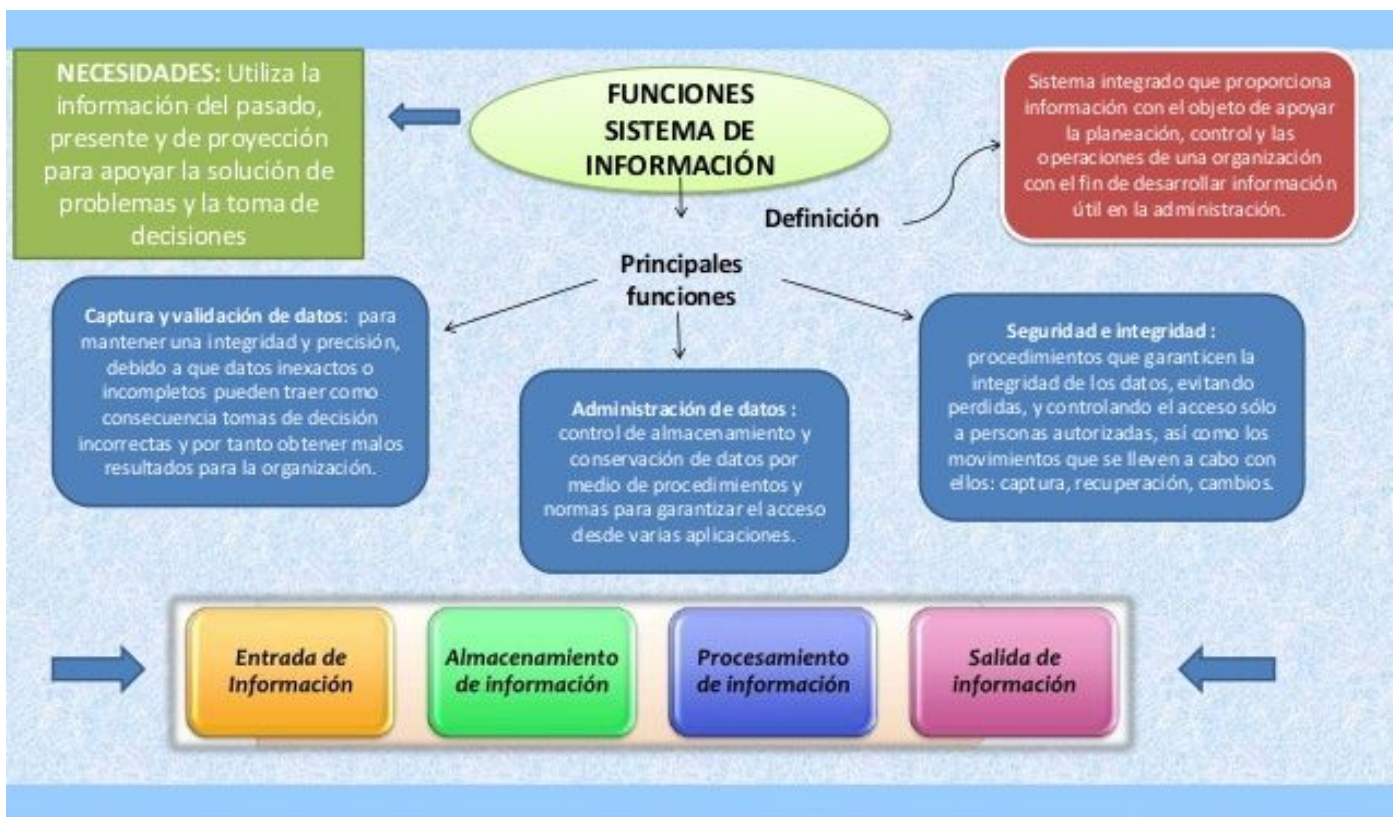 NECESIDADES: Utiliza la
información del pasado,
presente y de proyección
para apoyar la solución de
problemas y la toma de
decisiones
FUNCIONES
SISTEMA DE
INFORMACIÓN
Sistema integrado que proporciona
información con el objeto de apoyar
la planeación, control y las
operaciones de una organización
con el fin de desarrollar información
útil en la administración.
Definición
Principales
funciones
Captura y validación de datos: para
mantener una integridad y precisión,
debido a que datos inexactos o
incompletos pueden traer como
consecuencia tomas de decisión
incorrectas y por tanto obtener malos
resultados para la organización.
Administración de datos :
control de almacenamiento y
conservación de datos por
medio de procedimientos y
normas para garantizar el acceso
desde varias aplicaciones.
Seguridad e integridad :
procedimientos que garanticen la
integridad de los datos, evitando
perdidas, y controlando el acceso sólo
a personas autorizadas, así como los
movimientos que se lleven a cabo con
ellos: captura, recuperación, cambios.
Entrada de
Información
Almacenamiento
de información
Procesamiento
de información
Salida de
información